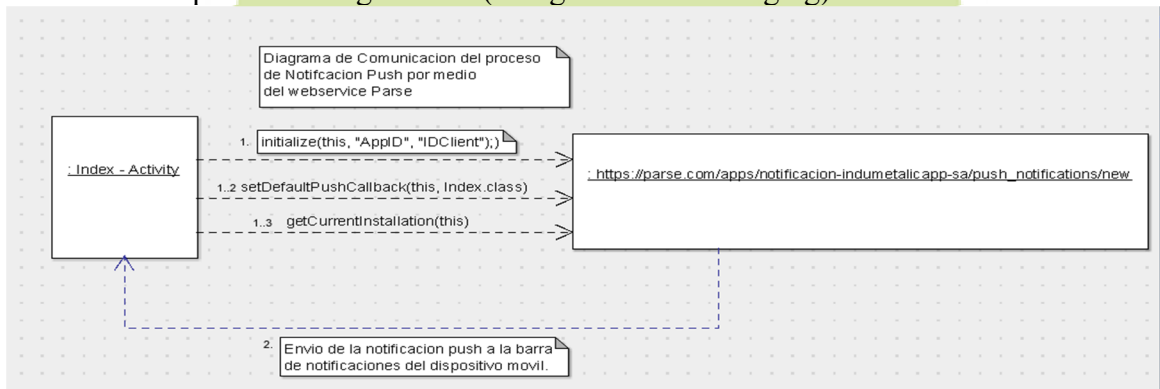 Diagrama de Comunicacion del proceso
de Notifcacion Push por medio
del webservice Parse
1. initialize(this, "AppID", "IDClient");)
: Index - Activity
: https://parse.com/apps/notificacion-indumetalicapp-sa/push_notifications/new
1..2 setDefaultPushCallback(this, Index.class)
1..3 getCurrentInstallation(this)
2. Envio de la notificacion push a la barra
de notificaciones del dispositivo movil.